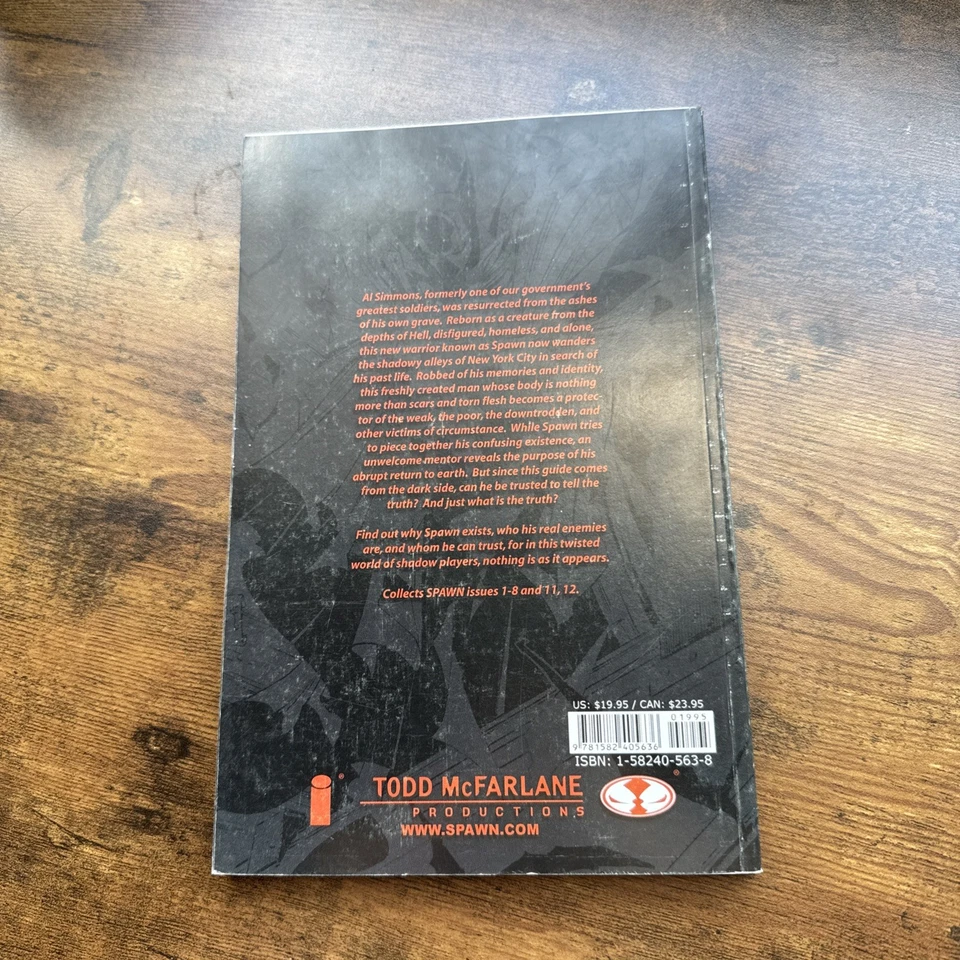 Al Simmons, formerly one of our government's
greatest soldiers, was resurrected from the ashes
of his own grave. Reborn as a creature from the
depths of Hell, disfigured, homeless, and alone,
this new warrior known as Spawn now wanders
the shadowy alleys of New York City in search of
his past life. Robbed of his memories and identity,
this freshly created man whose body is nothing
more than scars and torn flesh becomes a protec-
tor of the weak, the poor, the downtrodden, and
other victims of circumstance. While Spawn tries
to piece together his confusing existence, an
unwelcome mentor reveals the purpose of his
abrupt return to earth. But since this guide comes
from the dark side, can he be trusted to tell the
truth? And just what is the truth?
Find out why Spawn exists, who his real enemies
are, and whom he can trust, for in this twisted
world of shadow players, nothing is as it appears.
Collects SPAWN issues 1-8 and 11, 12.
US: $19.95 / CAN: $23.95
01995
9 781582 405636
ISBN: 1-58240-563-8
i®
TODD McFARLANE
PRODUCTIONS
®
WWW.SPAWN.COM